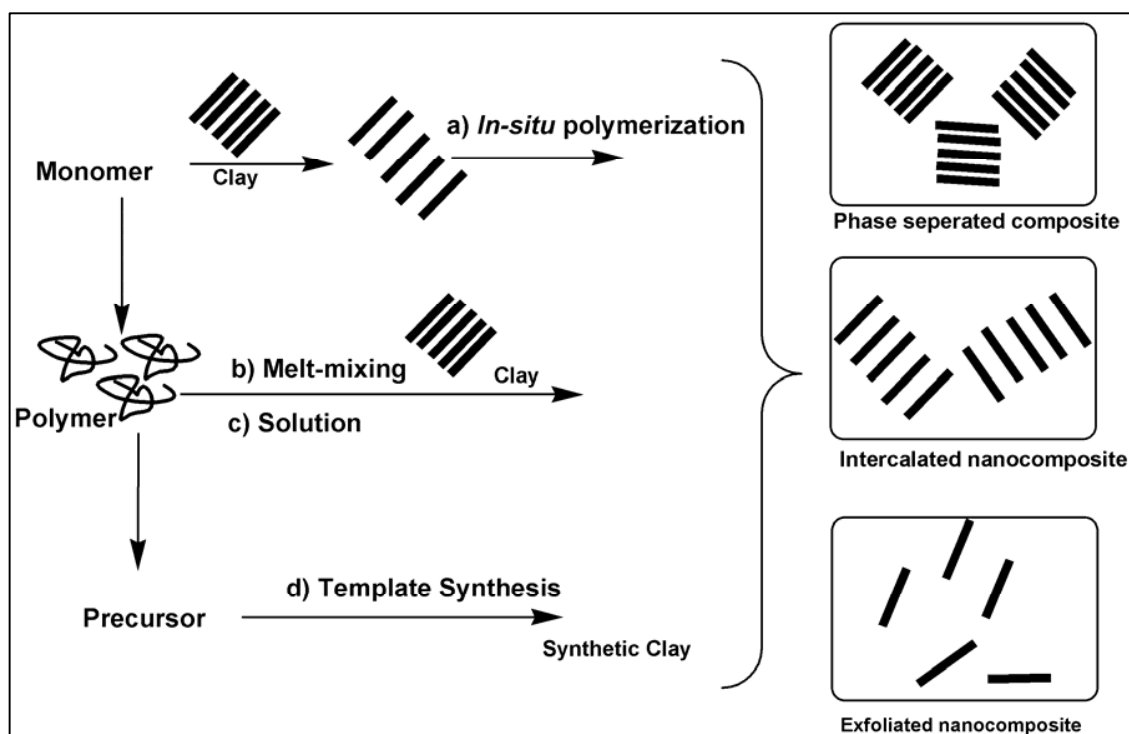 Monomer
Clay
a) In-situ polymerization
Polymer
b) Melt-mixing
Clay
c) Solution
Precursor
d) Template Synthesis
Synthetic Clay
Phase seperated composite
Intercalated nanocomposite
Exfoliated nanocomposite